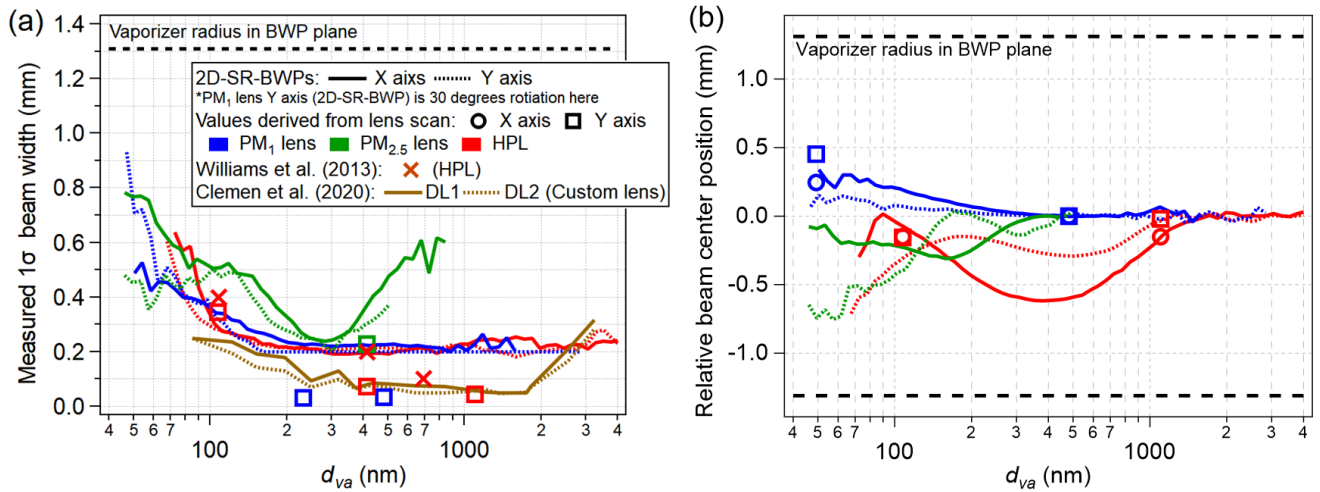 (a)
Measured 1σ beam width (mm)
1.4
1.2
1.0
0.8
0.6
0.4
0.2
0.0
Vaporizer radius in BWP plane
2D-SR-BWPs: X aixs Y axis
*PM1 lens Y axis (2D-SR-BWP) is 30 degrees rotiation here
Values derived from lens scan: X axis Y axis
PM1 lens PM2.5 lens HPL
Williams et al. (2013): (HPL)
Clemen et al. (2020): DL1 DL2 (Custom lens)
4 5 6 7 100 2 3 4 5 6 7 1000 2 3 4
dva (nm)
(b)
Relative beam center position (mm)
1.0
0.5
0.0
-0.5
-1.0
Vaporizer radius in BWP plane
4 5 6 7 100 2 3 4 5 6 7 1000 2 3 4
dva (nm)